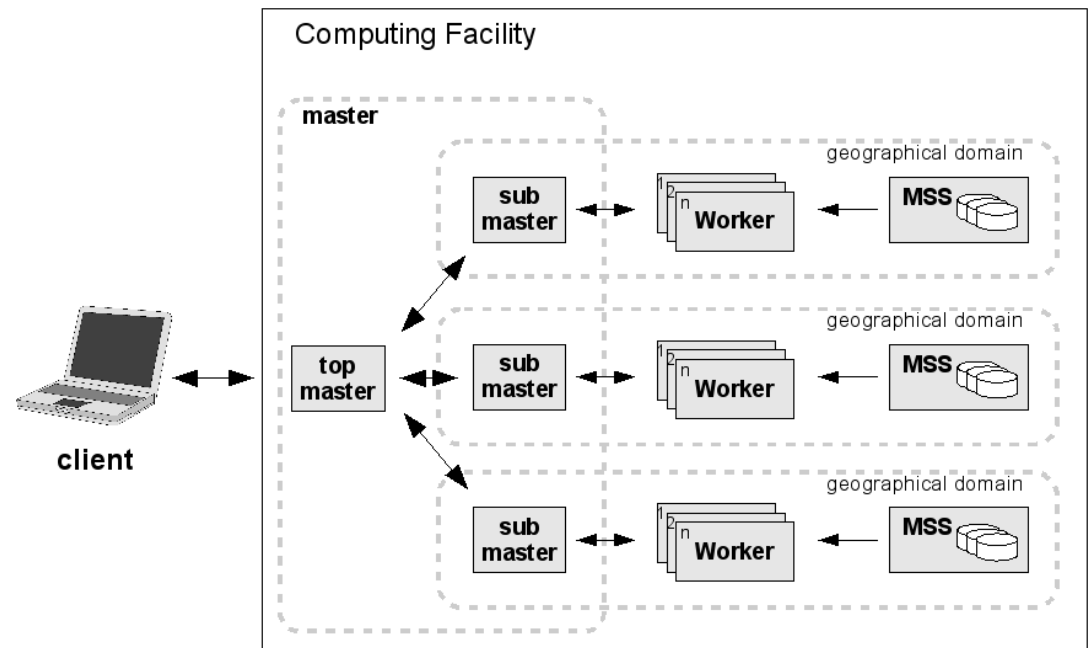 Computing Facility
master
geographical domain
sub
master
1
2
n
Worker
MSS
geographical domain
top
master
sub
master
1
2
n
Worker
MSS
client
geographical domain
sub
master
1
2
n
Worker
MSS